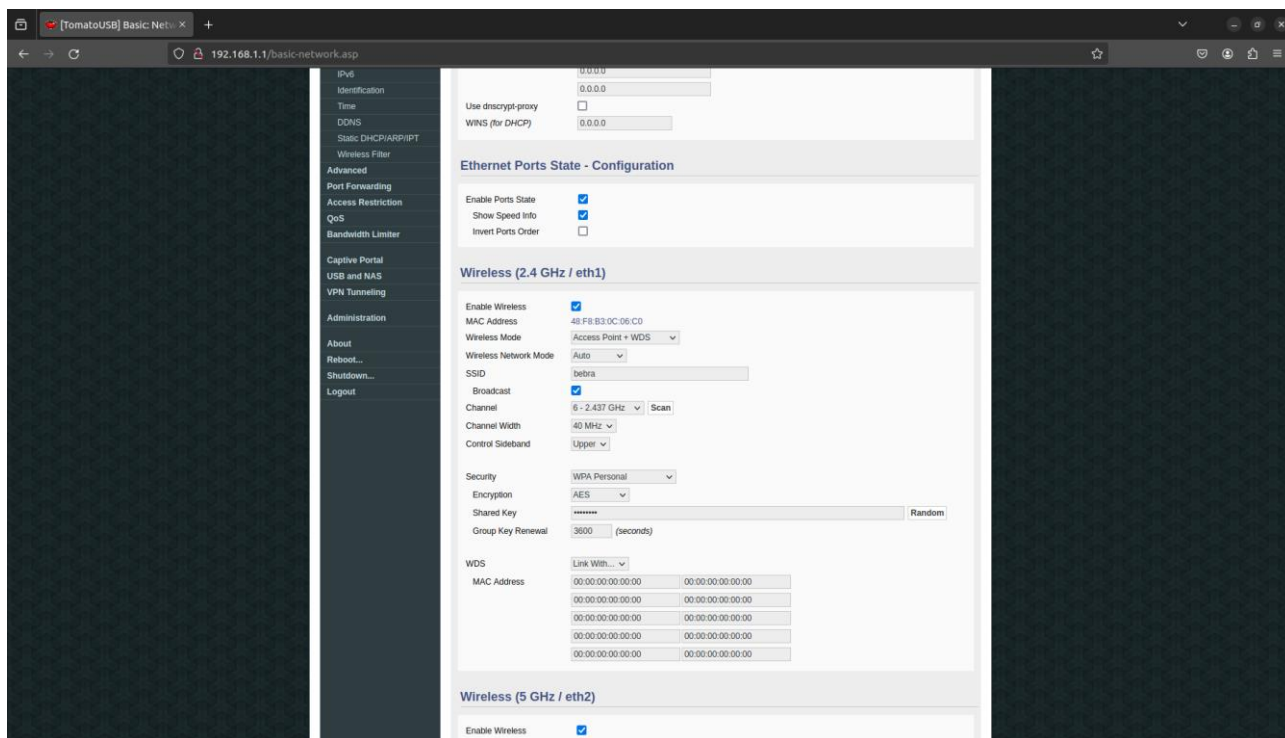 [TomatoUSB] Basic: Netw
192.168.1.1/basic-network.asp
IPv6
Identification
Time
DDNS
Static DHCP/ARP/IPT
Wireless Filter
Advanced
Port Forwarding
Access Restriction
QoS
Bandwidth Limiter
Captive Portal
USB and NAS
VPN Tunneling
Administration
About
Reboot...
Shutdown...
Logout
0.0.0.0
0.0.0.0
Use dnscrypt-proxy
WINS (for DHCP) 0.0.0.0
Ethernet Ports State - Configuration
Enable Ports State
Show Speed Info
Invert Ports Order
Wireless (2.4 GHz / eth1)
Enable Wireless
MAC Address 48:F8:B3:0C:06:C0
Wireless Mode Access Point + WDS
Wireless Network Mode Auto
SSID bebra
Broadcast
Channel 6 - 2.437 GHz Scan
Channel Width 40 MHz
Control Sideband Upper
Security WPA Personal
Encryption AES
Shared Key •••••••• Random
Group Key Renewal 3600 (seconds)
WDS Link With...
MAC Address 00:00:00:00:00:00 00:00:00:00:00:00
00:00:00:00:00:00 00:00:00:00:00:00
00:00:00:00:00:00 00:00:00:00:00:00
00:00:00:00:00:00 00:00:00:00:00:00
00:00:00:00:00:00 00:00:00:00:00:00
Wireless (5 GHz / eth2)
Enable Wireless